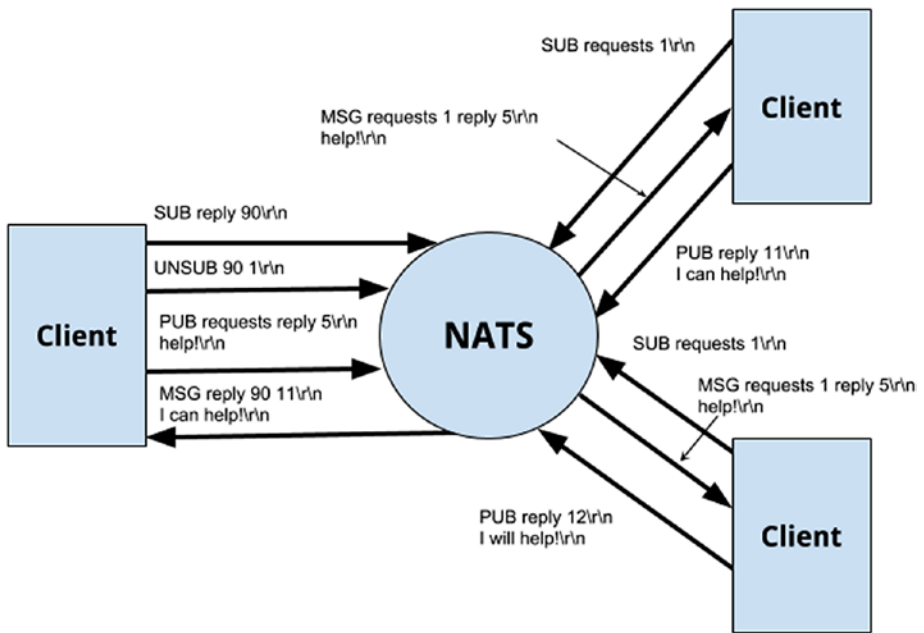 SUB requests 1\r\n
Client
MSG requests 1 reply 5\r\n
help!\r\n
SUB reply 90\r\n
PUB reply 11\r\n
I can help!\r\n
UNSUB 90 1\r\n
Client
NATS
PUB requests reply 5\r\n
help!\r\n
SUB requests 1\r\n
MSG reply 90 11\r\n
I can help!\r\n
MSG requests 1 reply 5\r\n
help!\r\n
PUB reply 12\r\n
I will help!\r\n
Client